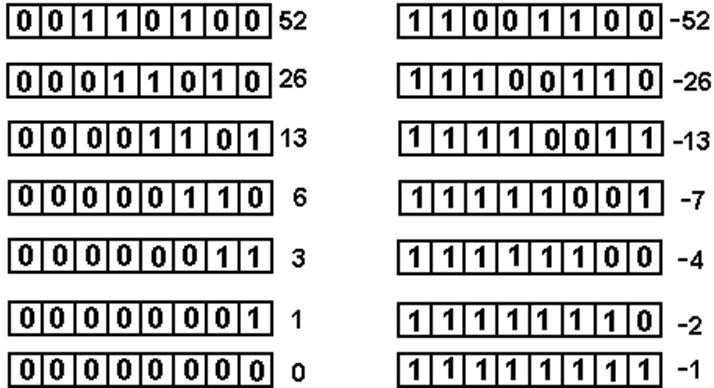 0 0 1 1 0 1 0 0 52 1 1 0 0 1 1 0 0 -52
0 0 0 1 1 0 1 0 26 1 1 1 0 0 1 1 0 -26
0 0 0 0 1 1 0 1 13 1 1 1 1 0 0 1 1 -13
0 0 0 0 0 1 1 0 6 1 1 1 1 1 0 0 1 -7
0 0 0 0 0 0 1 1 3 1 1 1 1 1 1 0 0 -4
0 0 0 0 0 0 0 1 1 1 1 1 1 1 1 1 0 -2
0 0 0 0 0 0 0 0 0 1 1 1 1 1 1 1 1 -1